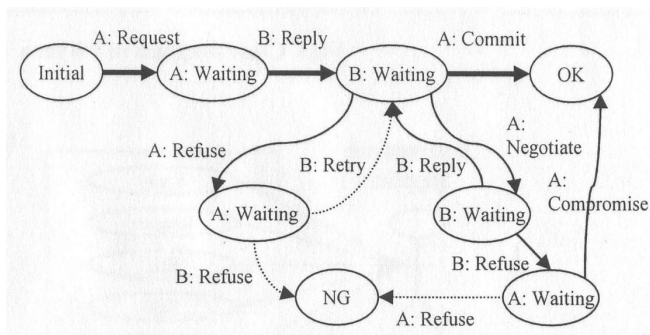 A: Request
B: Reply
A: Commit
Initial
A: Waiting
B: Waiting
OK
A: Refuse
B: Retry
B: Reply
A:
Negotiate
A:
Compromise
A: Waiting
B: Waiting
B: Refuse
B: Refuse
NG
A: Refuse
A: Waiting